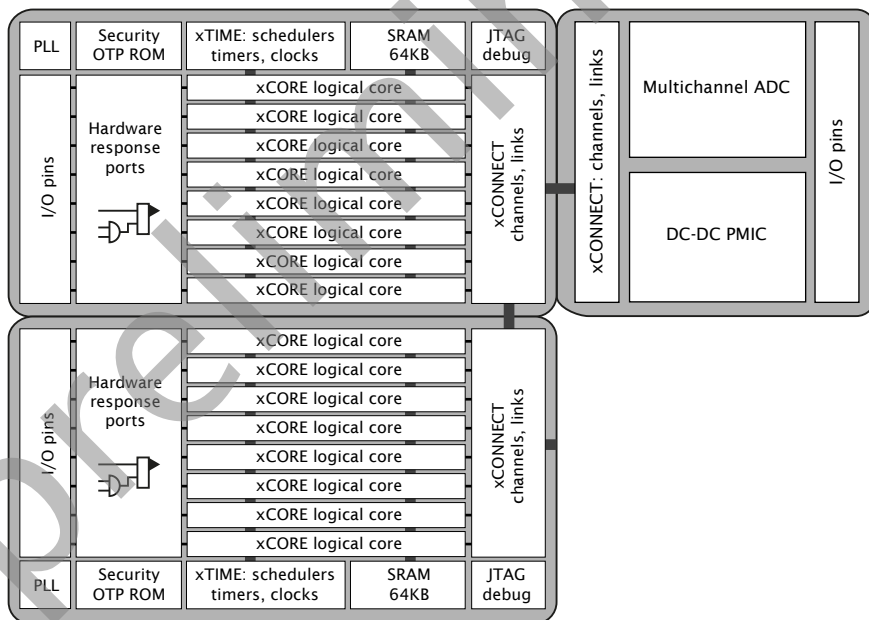 PLL
Security
OTP ROM
xTIME: schedulers
timers, clocks
SRAM
64KB
JTAG
debug
I/O pins
Hardware
response
ports
xCORE logical core
xCORE logical core
xCORE logical core
xCORE logical core
xCORE logical core
xCORE logical core
xCORE logical core
xCORE logical core
xCONNECT
channels, links
xCONNECT: channels, links
Multichannel ADC
DC-DC PMIC
I/O pins
I/O pins
Hardware
response
ports
xCORE logical core
xCORE logical core
xCORE logical core
xCORE logical core
xCORE logical core
xCORE logical core
xCORE logical core
xCORE logical core
xCONNECT
channels, links
PLL
Security
OTP ROM
xTIME: schedulers
timers, clocks
SRAM
64KB
JTAG
debug